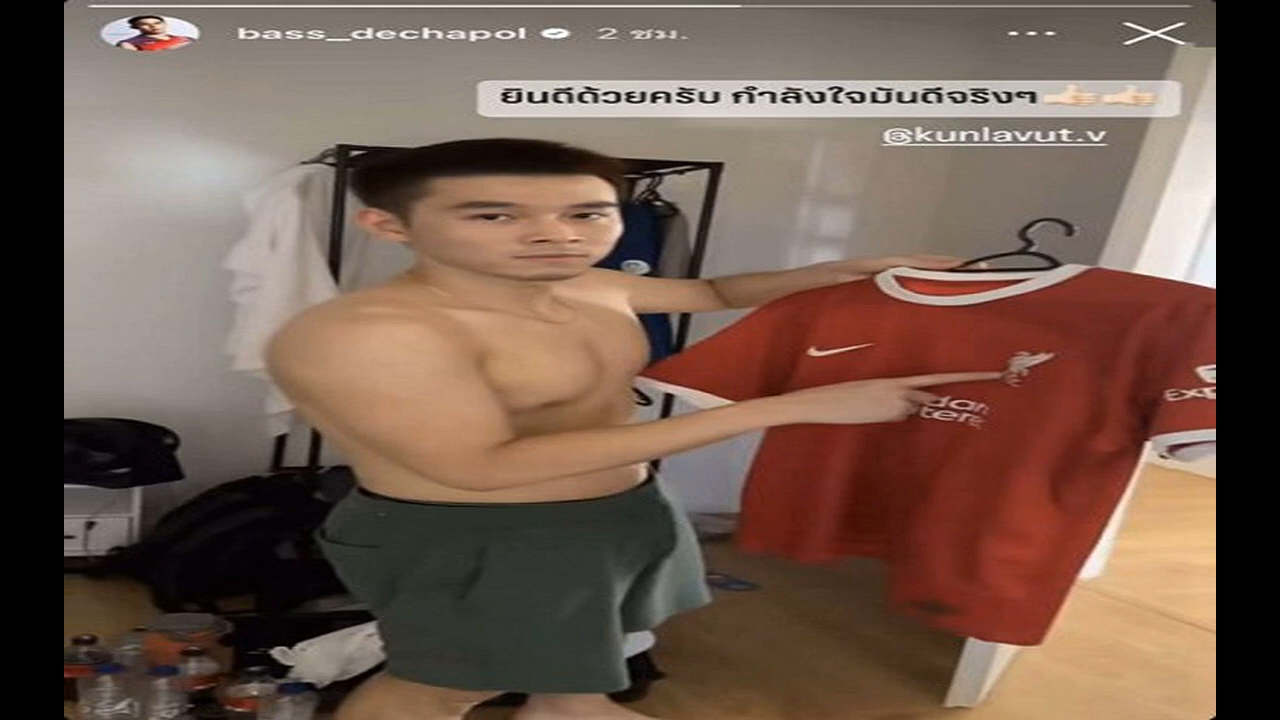 bass_dechapol 2 ชม.
ยินดีด้วยครับ กำลังใจมันดีจริงๆ👍🏻👍🏻
@kunlavut.v